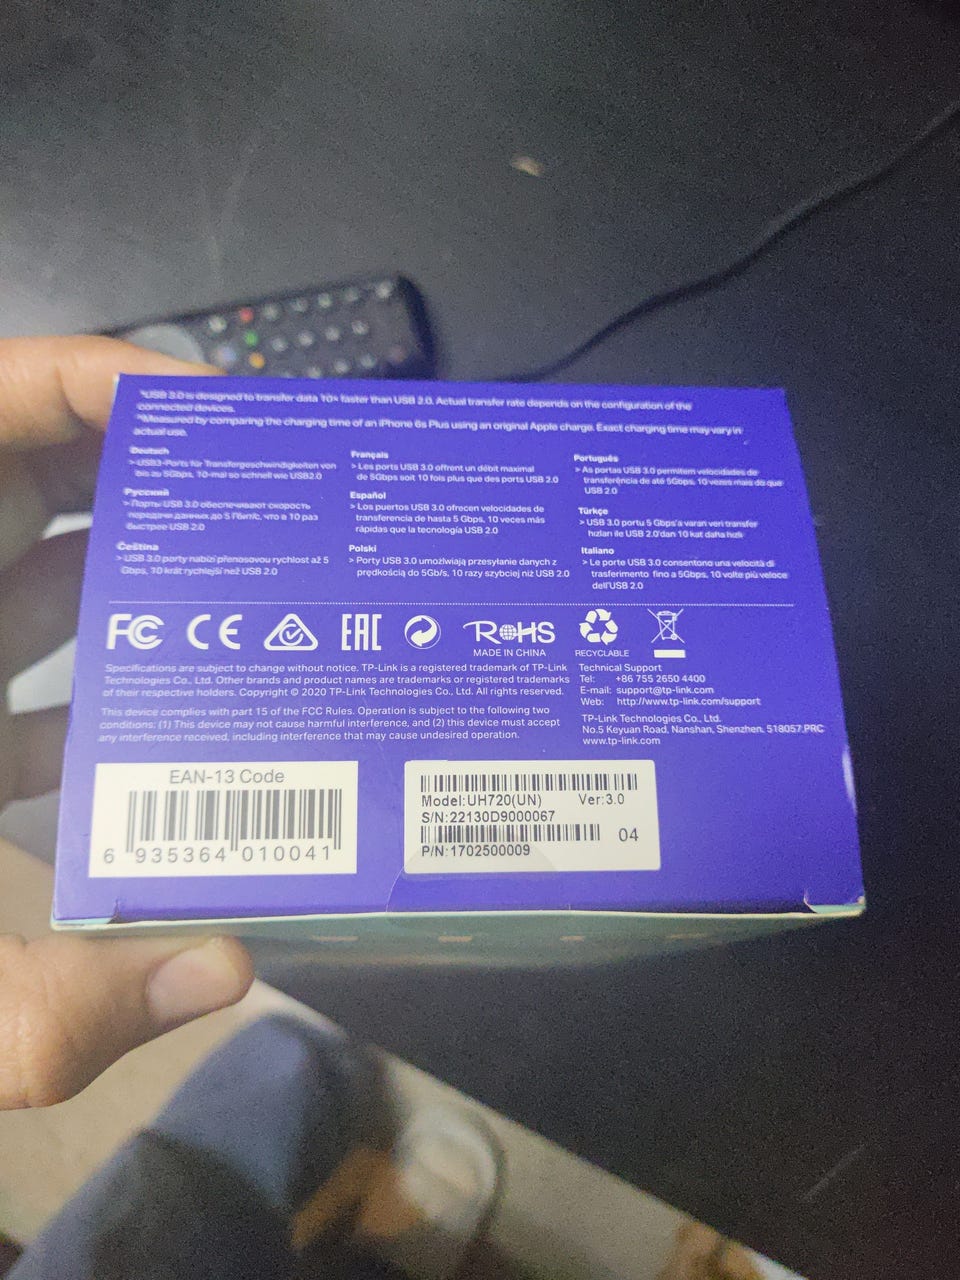 *USB 3.0 is designed to transfer data 10× faster than USB 2.0. Actual transfer rate depends on the configuration of the
connected devices.
*Measured by comparing the charging time of an iPhone 6s Plus using an original Apple charge. Exact charging time may vary in
actual use.
Deutsch
> USB3-Ports für Transfergeschwindigkeiten von
bis zu 5Gbps, 10-mal so schnell wie USB2.0
Русский
> Порты USB 3.0 обеспечивают скорость
передачи данных до 5 Гбит/с, что в 10 раз
быстрее USB 2.0
Čeština
> USB 3.0 porty nabízí přenosovou rychlost až 5
Gbps, 10 krát rychlejší než USB 2.0
Français
> Les ports USB 3.0 offrent un débit maximal
de 5Gbps soit 10 fois plus que des ports USB 2.0
Español
> Los puertos USB 3.0 ofrecen velocidades de
transferencia de hasta 5 Gbps, 10 veces más
rápidas que la tecnología USB 2.0
Polski
> Porty USB 3.0 umożliwiają przesyłanie danych z
prędkością do 5Gb/s, 10 razy szybciej niż USB 2.0
Português
> As portas USB 3.0 permitem velocidades de
transferência de até 5Gbps, 10 vezes mais do que
USB 2.0
Türkçe
> USB 3.0 portu 5 Gbps'a varan veri transfer
hızları ile USB 2.0'dan 10 kat daha hızlı
Italiano
> Le porte USB 3.0 consentono una velocità di
trasferimento fino a 5Gbps, 10 volte più veloce
dell'USB 2.0
FC CE EAC RoHS
MADE IN CHINA
RECYCLABLE
Specifications are subject to change without notice. TP-Link is a registered trademark of TP-Link
Technologies Co., Ltd. Other brands and product names are trademarks or registered trademarks
of their respective holders. Copyright © 2020 TP-Link Technologies Co., Ltd. All rights reserved.
This device complies with part 15 of the FCC Rules. Operation is subject to the following two
conditions: (1) This device may not cause harmful interference, and (2) this device must accept
any interference received, including interference that may cause undesired operation.
Technical Support
Tel: +86 755 2650 4400
E-mail: support@tp-link.com
Web: http://www.tp-link.com/support
TP-Link Technologies Co., Ltd.
No.5 Keyuan Road, Nanshan, Shenzhen, 518057,PRC
www.tp-link.com
EAN-13 Code
6 935364 010041
Model:UH720(UN) Ver:3.0
S/N:22130D9000067
04
P/N:1702500009